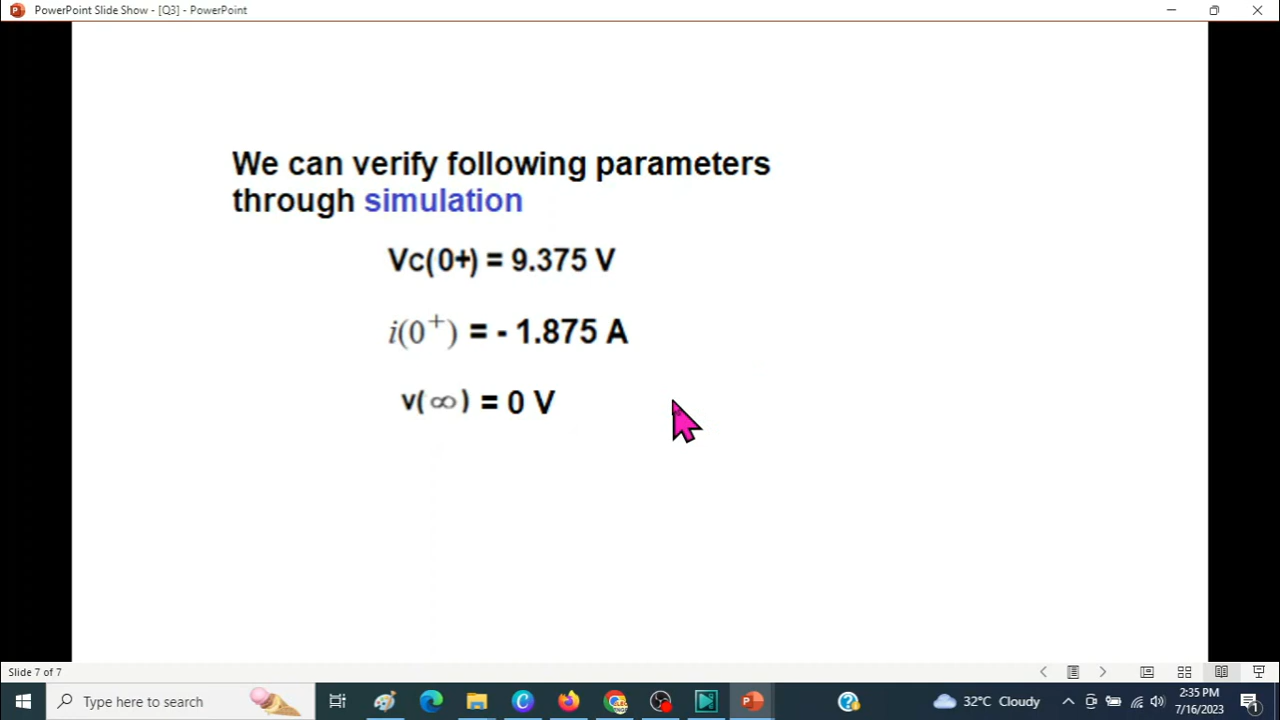 PowerPoint Slide Show - [Q3] - PowerPoint
We can verify following parameters
through simulation
Vc(0+) = 9.375 V
i(0⁺) = - 1.875 A
v(∞) = 0 V
Slide 7 of 7
Type here to search
32°C Cloudy
2:35 PM
7/16/2023
1